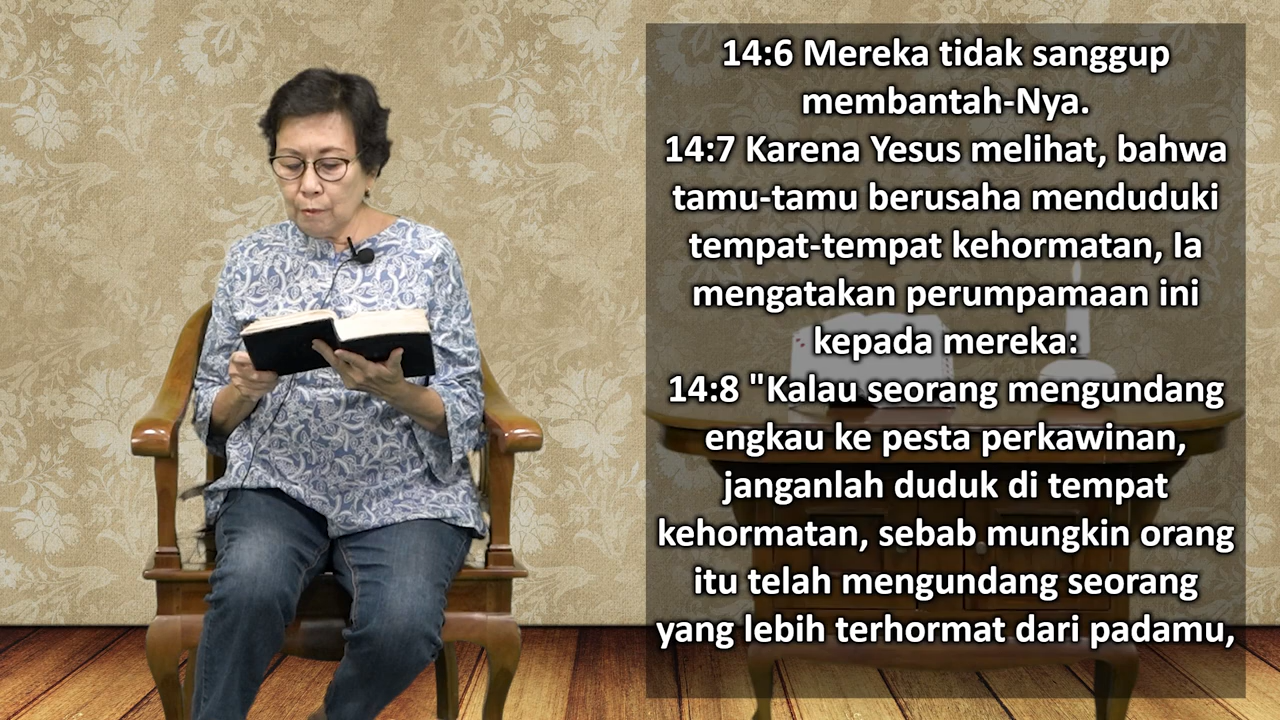 14:6 Mereka tidak sanggup
membantah-Nya.
14:7 Karena Yesus melihat, bahwa
tamu-tamu berusaha menduduki
tempat-tempat kehormatan, Ia
mengatakan perumpamaan ini
kepada mereka:
14:8 "Kalau seorang mengundang
engkau ke pesta perkawinan,
janganlah duduk di tempat
kehormatan, sebab mungkin orang
itu telah mengundang seorang
yang lebih terhormat dari padamu,